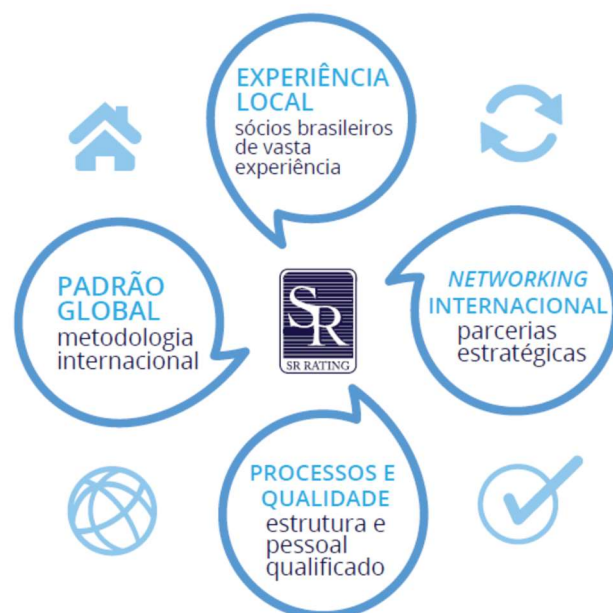 EXPERIÊNCIA
LOCAL
sócios brasileiros
de vasta
experiência
PADRÃO
GLOBAL
metodologia
internacional
SR
SR RATING
NETWORKING
INTERNACIONAL
parcerias
estratégicas
PROCESSOS E
QUALIDADE
estrutura e
pessoal
qualificado